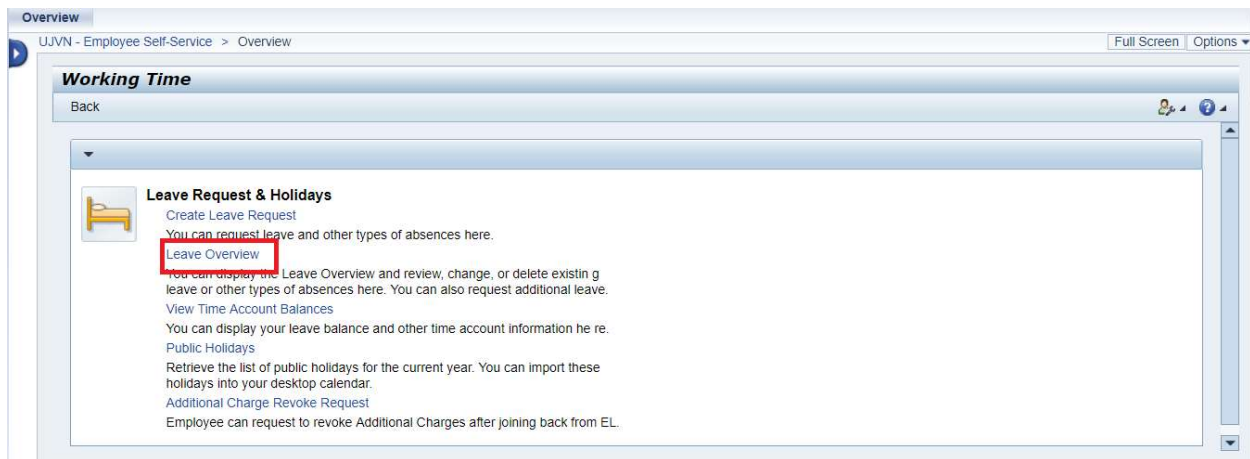 Overview
UJVN - Employee Self-Service > Overview
Full Screen Options
Working Time
Back
Leave Request & Holidays
Create Leave Request
You can request leave and other types of absences here.
Leave Overview
You can display the Leave Overview and review, change, or delete existin g
leave or other types of absences here. You can also request additional leave.
View Time Account Balances
You can display your leave balance and other time account information he re.
Public Holidays
Retrieve the list of public holidays for the current year. You can import these
holidays into your desktop calendar.
Additional Charge Revoke Request
Employee can request to revoke Additional Charges after joining back from EL.